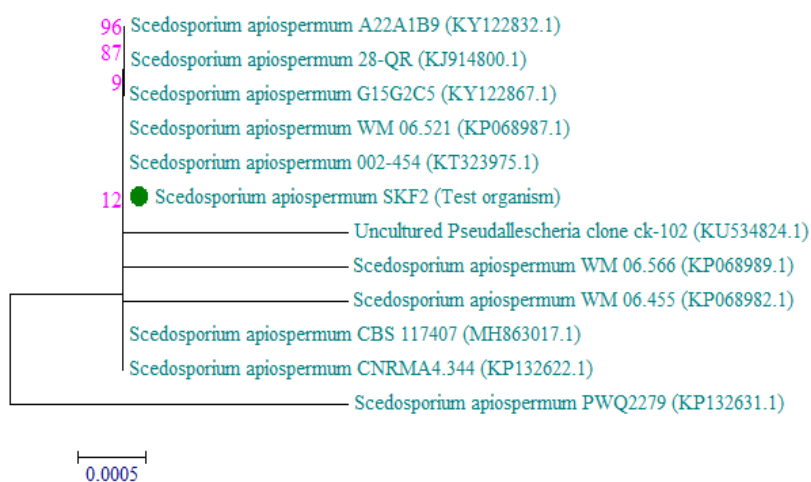 96 Scedosporium apiospermum A22A1B9 (KY122832.1)
87 Scedosporium apiospermum 28-QR (KJ914800.1)
9 Scedosporium apiospermum G15G2C5 (KY122867.1)
Scedosporium apiospermum WM 06.521 (KP068987.1)
Scedosporium apiospermum 002-454 (KT323975.1)
12 Scedosporium apiospermum SKF2 (Test organism)
Uncultured Pseudallescheria clone ck-102 (KU534824.1)
Scedosporium apiospermum WM 06.566 (KP068989.1)
Scedosporium apiospermum WM 06.455 (KP068982.1)
Scedosporium apiospermum CBS 117407 (MH863017.1)
Scedosporium apiospermum CNRMA4.344 (KP132622.1)
Scedosporium apiospermum PWQ2279 (KP132631.1)
0.0005